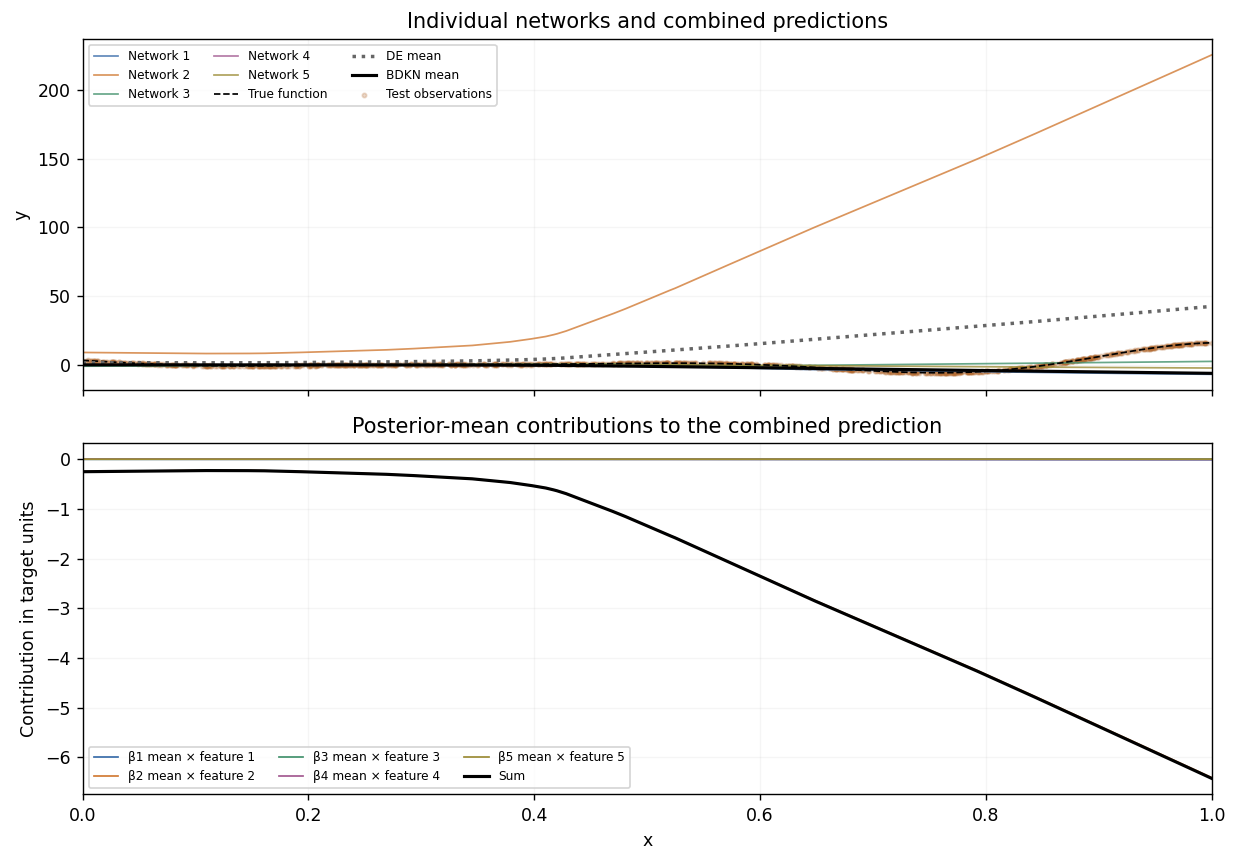 Individual networks and combined predictions
Network 1 Network 4 DE mean
Network 2 Network 5 BDKN mean
Network 3 True function Test observations
200
150
100
50
0
y
Posterior-mean contributions to the combined prediction
0
−1
−2
−3
−4
−5
−6
Contribution in target units
β1 mean × feature 1 β3 mean × feature 3 β5 mean × feature 5
β2 mean × feature 2 β4 mean × feature 4 Sum
0.0 0.2 0.4 0.6 0.8 1.0
x